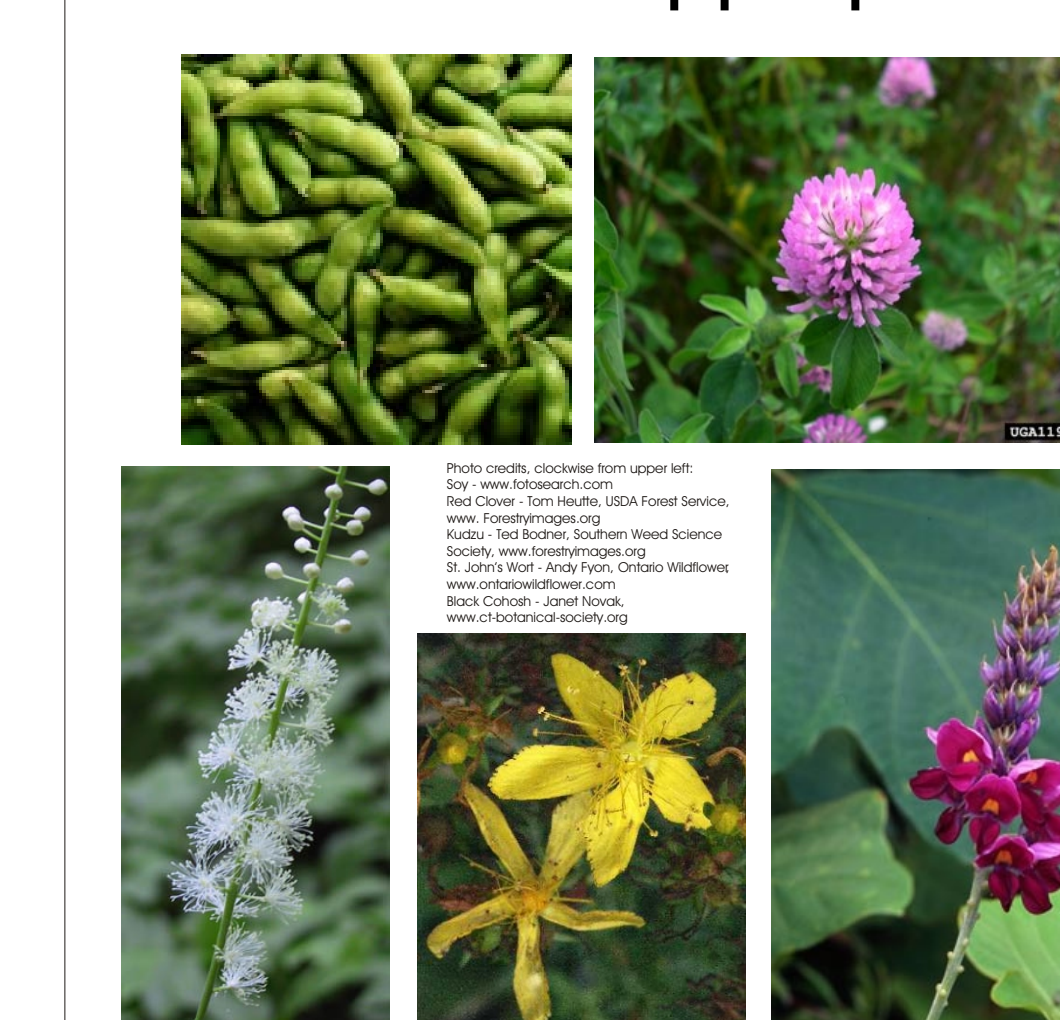 UGA119
Photo credits, clockwise from upper left:
Soy - www.fotosearch.com
Red Clover - Tom Heutte, USDA Forest Service,
www. Forestryimages.org
Kudzu - Ted Bodner, Southern Weed Science
Society, www.forestryimages.org
St. John's Wort - Andy Fyon, Ontario Wildflower,
www.ontariowildflower.com
Black Cohosh - Janet Novak,
www.ct-botanical-society.org